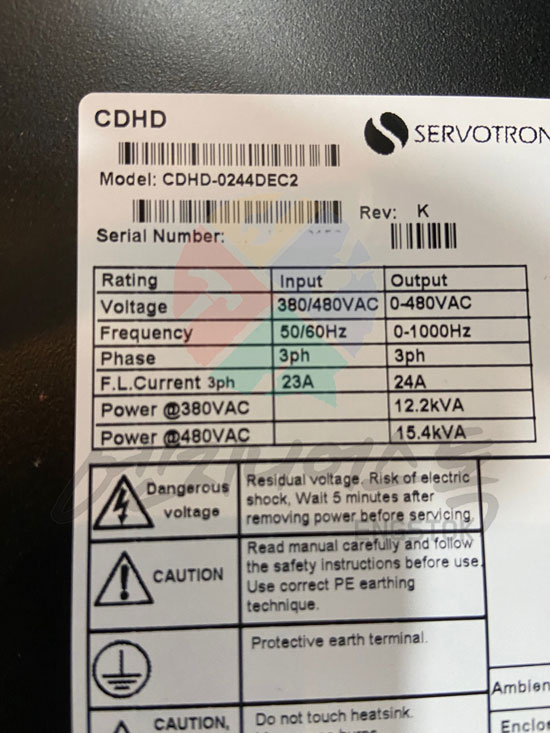 CDHD
SERVOTRON
Model: CDHD-0244DEC2
Rev: K
Serial Number:
Rating Input Output
Voltage 380/480VAC 0-480VAC
Frequency 50/60Hz 0-1000Hz
Phase 3ph 3ph
F.L.Current 3ph 23A 24A
Power @380VAC 12.2kVA
Power @480VAC 15.4kVA
Dangerous voltage
Residual voltage. Risk of electric
shock, Wait 5 minutes after
removing power before servicing.
ENGSTOK
CAUTION
Read manual carefully and follow
the safety instructions before use.
Use correct PE earthing
technique.
Protective earth terminal.
Ambien
CAUTION,
Do not touch heatsink.
Enclo